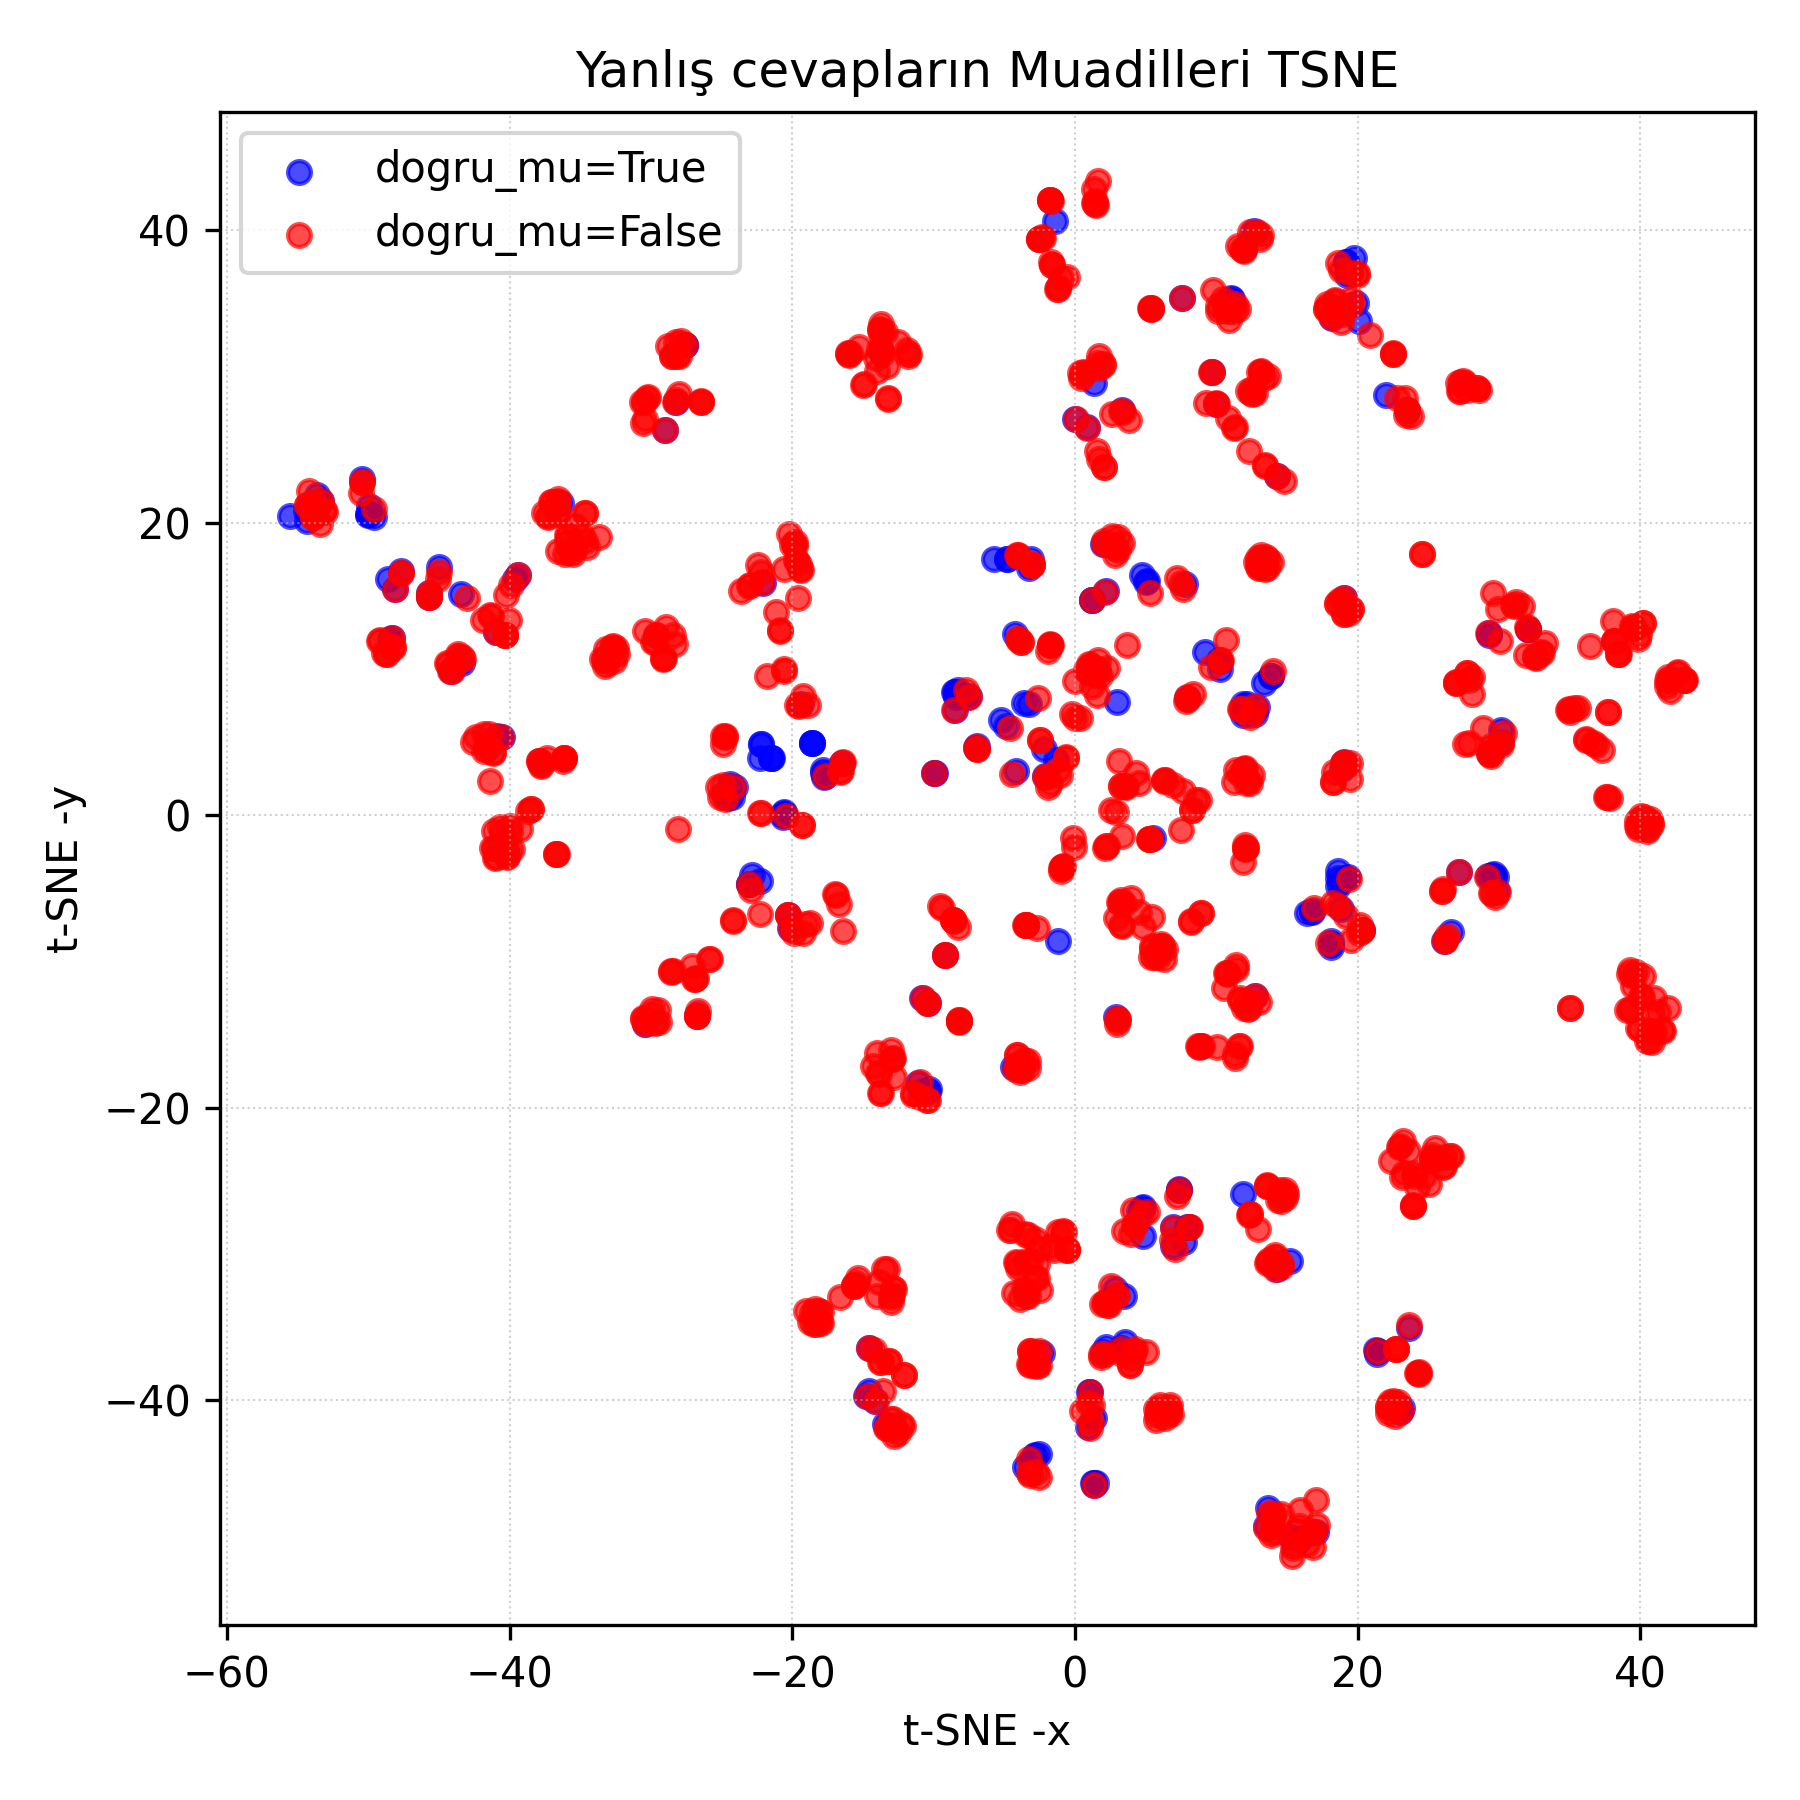 Yanlış cevapların Muadilleri TSNE
dogru_mu=True
dogru_mu=False
40
20
0
−20
−40
t-SNE -y
−60
−40
−20
0
20
40
t-SNE -x